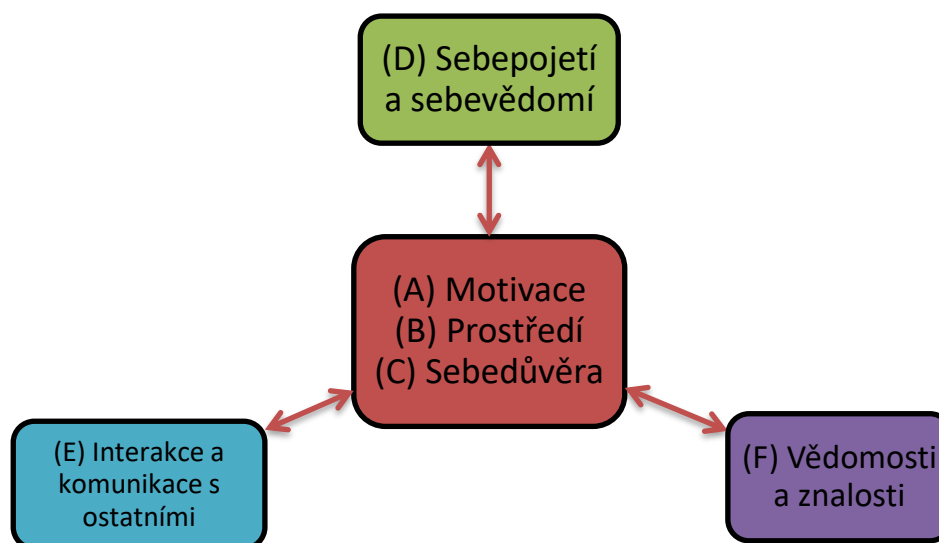 (D) Sebepojetí
a sebevědomí
(A) Motivace
(B) Prostředí
(C) Sebedůvěra
(E) Interakce a
komunikace s
ostatními
(F) Vědomosti
a znalosti